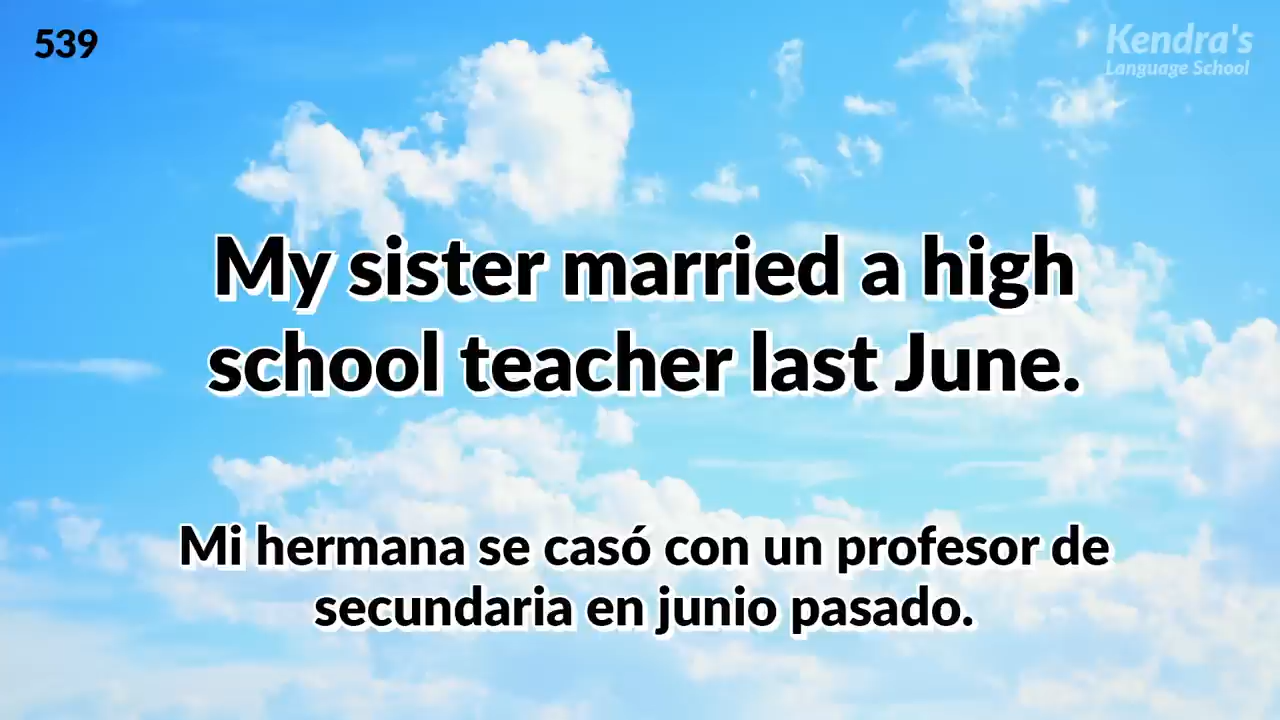 539
Kendra's
Language School
My sister married a high
school teacher last June.
Mi hermana se casó con un profesor de
secundaria en junio pasado.